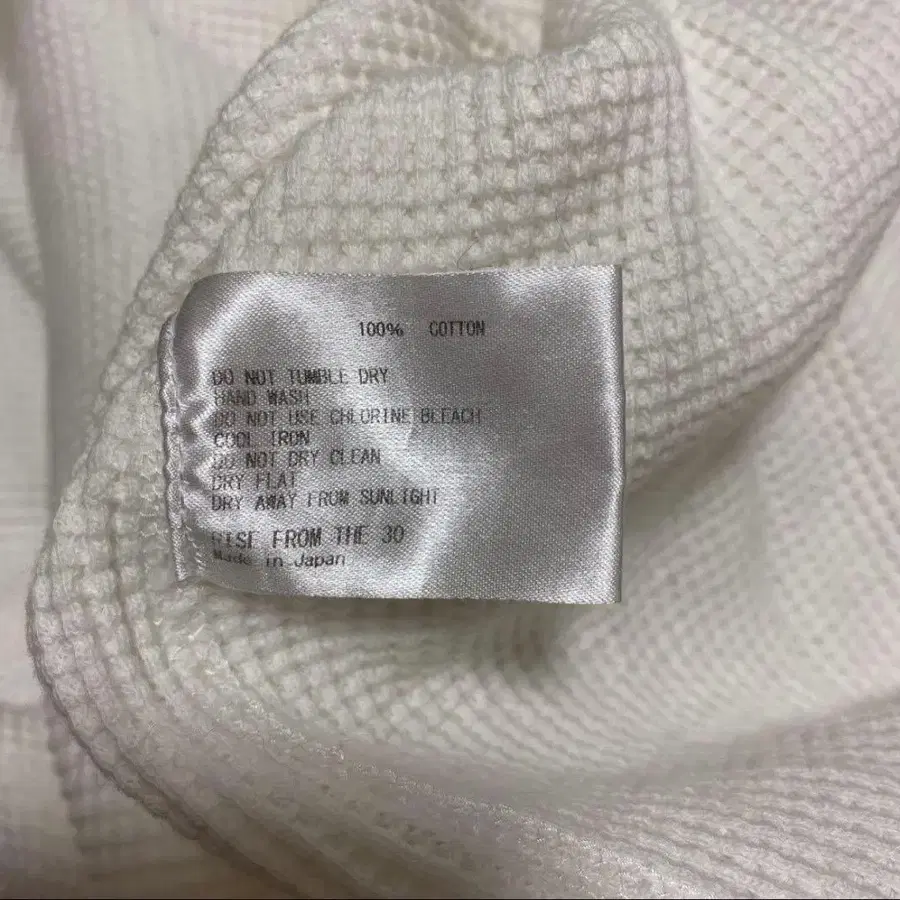 100% COTTON
DO NOT TUMBLE DRY
HAND WASH
DO NOT USE CHLORINE BLEACH
COOL IRON
DO NOT DRY CLEAN
DRY FLAT
DRY AWAY FROM SUNLIGHT
RISE FROM THE 30
Made in Japan